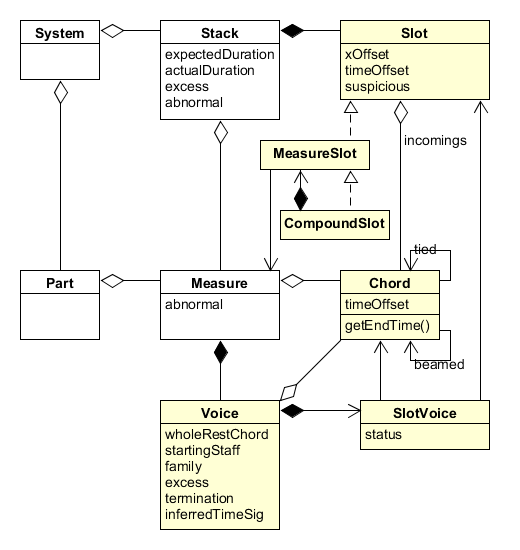 System
Stack
expectedDuration
actualDuration
excess
abnormal
Slot
xOffset
timeOffset
suspicious
incomings
MeasureSlot
CompoundSlot
tied
Part
Measure
abnormal
Chord
timeOffset
getEndTime()
beamed
Voice
wholeRestChord
startingStaff
family
excess
termination
inferredTimeSig
SlotVoice
status